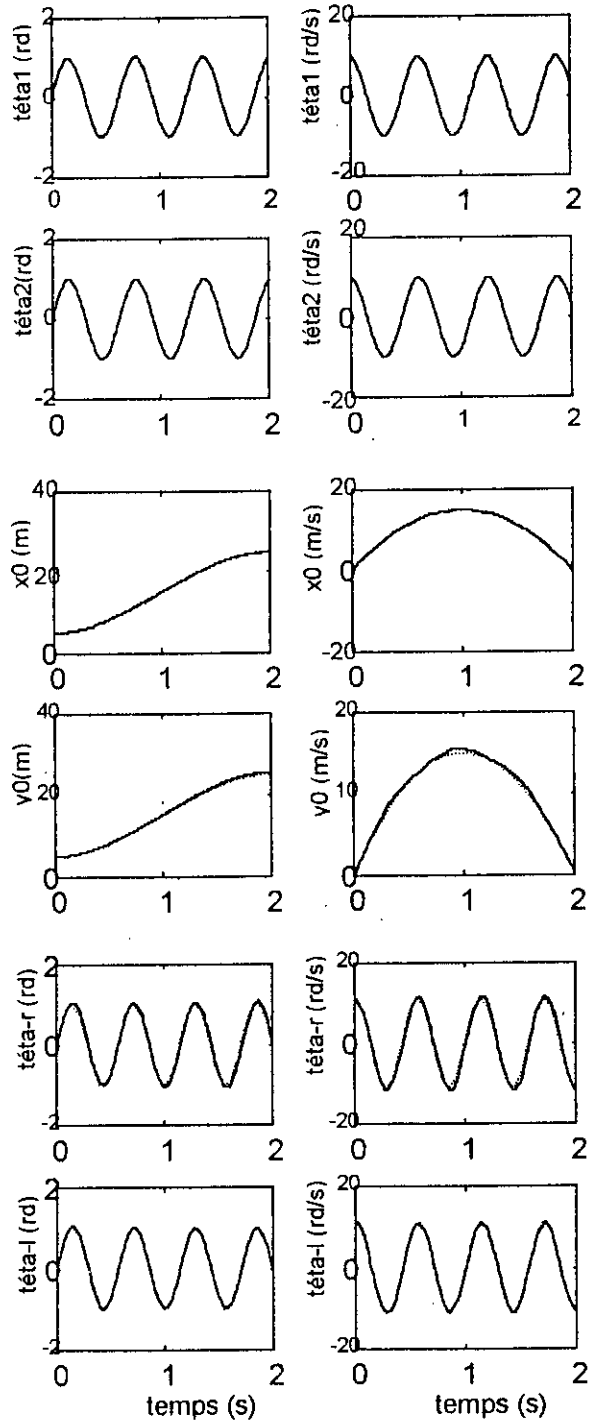 2 20
téta1 (rd) téta1 (rd/s)
0 0
-2 -20
0 1 2 0 1 2
2 20
téta2(rd) téta2 (rd/s)
0 0
-2 -20
0 1 2 0 1 2
40 20
x0 (m) x0 (m/s)
20 0
0 -20
0 1 2 0 1 2
40 20
y0(m) y0 (m/s)
20 10
0 0
0 1 2 0 1 2
2 20
téta-r (rd) téta-r (rd/s)
0 0
-2 -20
0 1 2 0 1 2
2 20
téta-l (rd) téta-l (rd/s)
0 0
-2 -20
0 1 2 0 1 2
temps (s) temps (s)